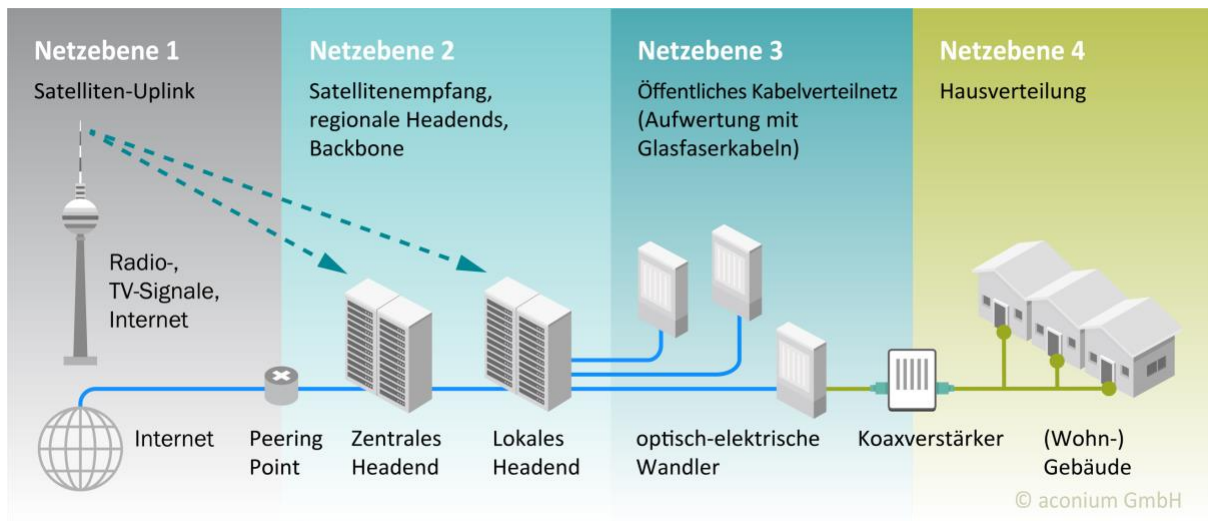 Netzebene 1
Satelliten-Uplink
Netzebene 2
Satellitenempfang,
regionale Headends,
Backbone
Netzebene 3
Öffentliches Kabelverteilnetz
(Aufwertung mit
Glasfaserkabeln)
Netzebene 4
Hausverteilung
Radio-,
TV-Signale,
Internet
Internet
Peering
Point
Zentrales
Headend
Lokales
Headend
optisch-elektrische
Wandler
Koaxverstärker
(Wohn-)
Gebäude
© aconium GmbH